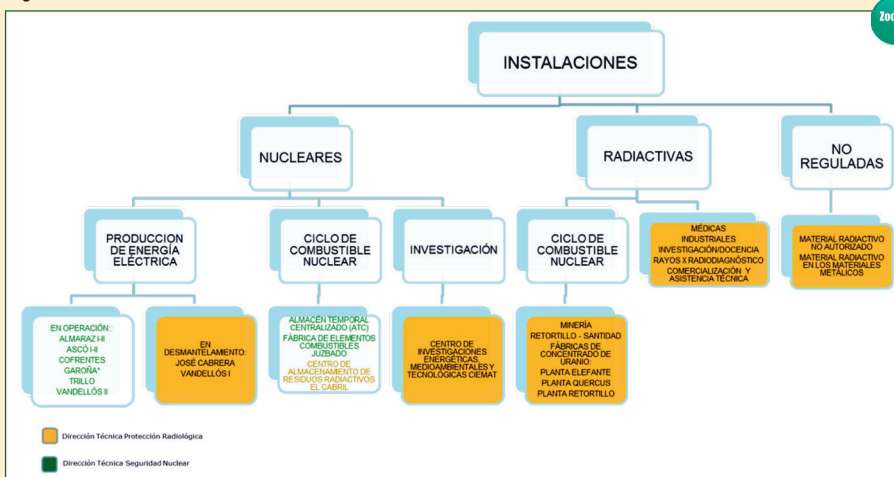 INSTALACIONES
NUCLEARES
RADIACTIVAS
NO
REGULADAS
PRODUCCION
DE ENERGÍA
ELÉCTRICA
CICLO DE
COMBUSTIBLE
NUCLEAR
INVESTIGACIÓN
CICLO DE
COMBUSTIBLE
NUCLEAR
MÉDICAS
INDUSTRIALES
INVESTIGACIÓN/DOCENCIA
RAYOS X RADIODIAGNÓSTICO
COMERCIALIZACIÓN Y
ASISTENCIA TÉCNICA
MATERIAL RADIACTIVO
NO AUTORIZADO
MATERIAL RADIACTIVO
EN LOS MATERIALES
METÁLICOS
EN OPERACIÓN::
ALMARAZ I-II
ASCÓ I-II
COFRENTES
GAROÑA*
TRILLO
VANDELLÓS II
EN
DESMANTELAMIENTO:
JOSÉ CABRERA
VANDELLÓS I
ALMACÉN TEMPORAL
CENTRALIZADO (ATC)
FÁBRICA DE ELEMENTOS
COMBUSTIBLES
JUZBADO
CENTRO DE
ALMACENAMIENTO DE
RESIDUOS RADIACTIVOS
EL CABRIL
CENTRO DE
INVESTIGACIONES
ENERGÉTICAS,
MEDIOAMBIENTALES Y
TECNOLÓGICAS CIEMAT
MINERÍA
RETORTILLO - SANTIDAD
FÁBRICAS DE
CONCENTRADO DE
URANIO:
PLANTA ELEFANTE
PLANTA QUERCUS
PLANTA RETORTILLO
Dirección Técnica Protección Radiológica
Dirección Técnica Seguridad Nuclear